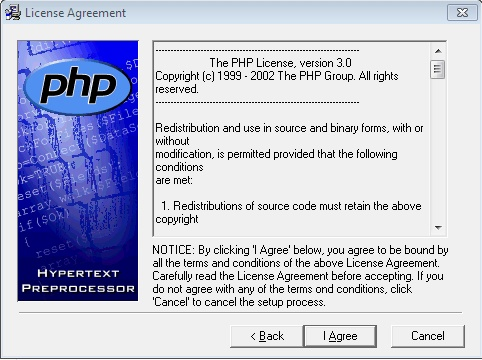 License Agreement
php
HYPERTEXT
PREPROCESSOR
--------------------------------------------------------------------
The PHP License, version 3.0
Copyright (c) 1999 - 2002 The PHP Group. All rights
reserved.
--------------------------------------------------------------------
Redistribution and use in source and binary forms, with or
without
modification, is permitted provided that the following
conditions
are met:
1. Redistributions of source code must retain the above
copyright
NOTICE: By clicking 'I Agree' below, you agree to be bound by
all the terms and conditions of the above License Agreement.
Carefully read the License Agreement before accepting. If you
do not agree with any of the terms ond conditions, click
'Cancel' to cancel the setup process.
< Back
I Agree
Cancel